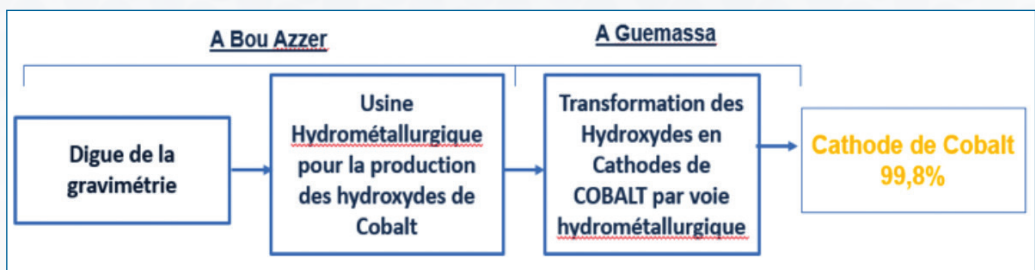 A Bou Azzer
A Guemassa
Digue de la
gravimétrie
Usine
Hydrométallurgique
pour la production
des hydroxydes de
Cobalt
Transformation des
Hydroxydes en
Cathodes de
COBALT par voie
hydrométallurgique
Cathode de Cobalt
99,8%